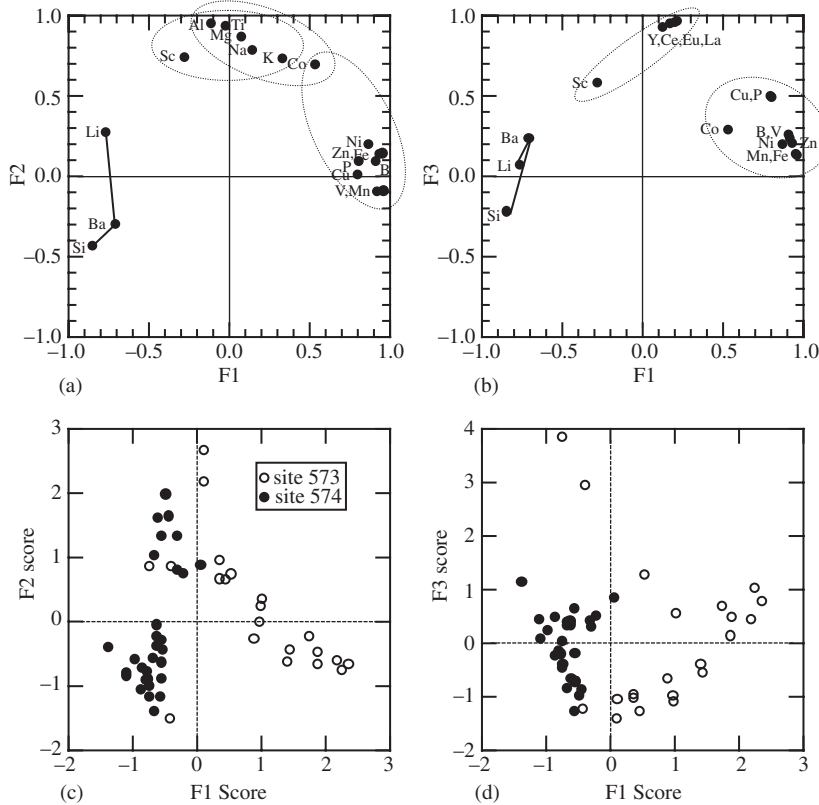 1.0
0.5
0.0
−0.5
−1.0
F2
Al
Ti
Mg
Na
Sc
K
Co
Li
Ba
Si
Ni
Zn,Fe
P
B
Cu
V,Mn
−1.0
−0.5
0.0
0.5
1.0
F1
(a)
1.0
0.5
0.0
−0.5
−1.0
F3
Y,Ce,Eu,La
Sc
Cu,P
Co
B,V
Ni
Zn
Mn,Fe
Ba
Li
Si
−1.0
−0.5
0.0
0.5
1.0
F1
(b)
3
2
1
0
−1
−2
F2 score
site 573
site 574
−2
−1
0
1
2
3
F1 Score
(c)
4
3
2
1
0
−1
−2
F3 score
−2
−1
0
1
2
3
F1 Score
(d)